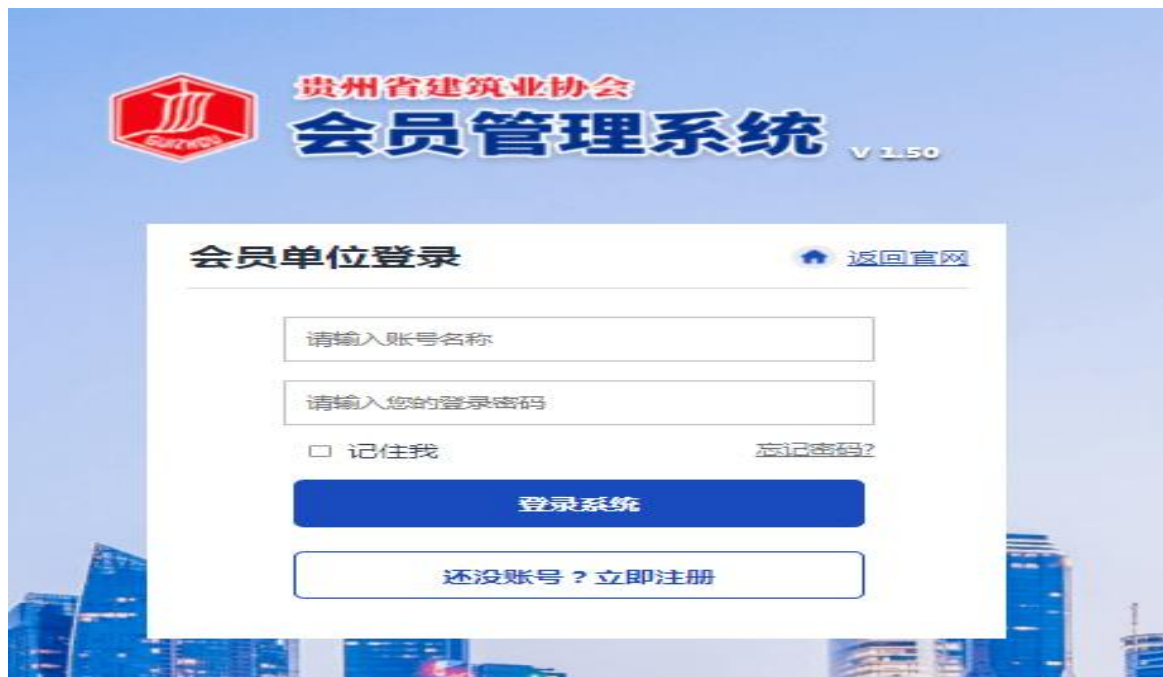 贵州省建筑业协会
GUIZHOU
会员管理系统 V 1.50
会员单位登录 返回官网
请输入账号名称
请输入您的登录密码
记住我 忘记密码?
登录系统
还没账号？立即注册